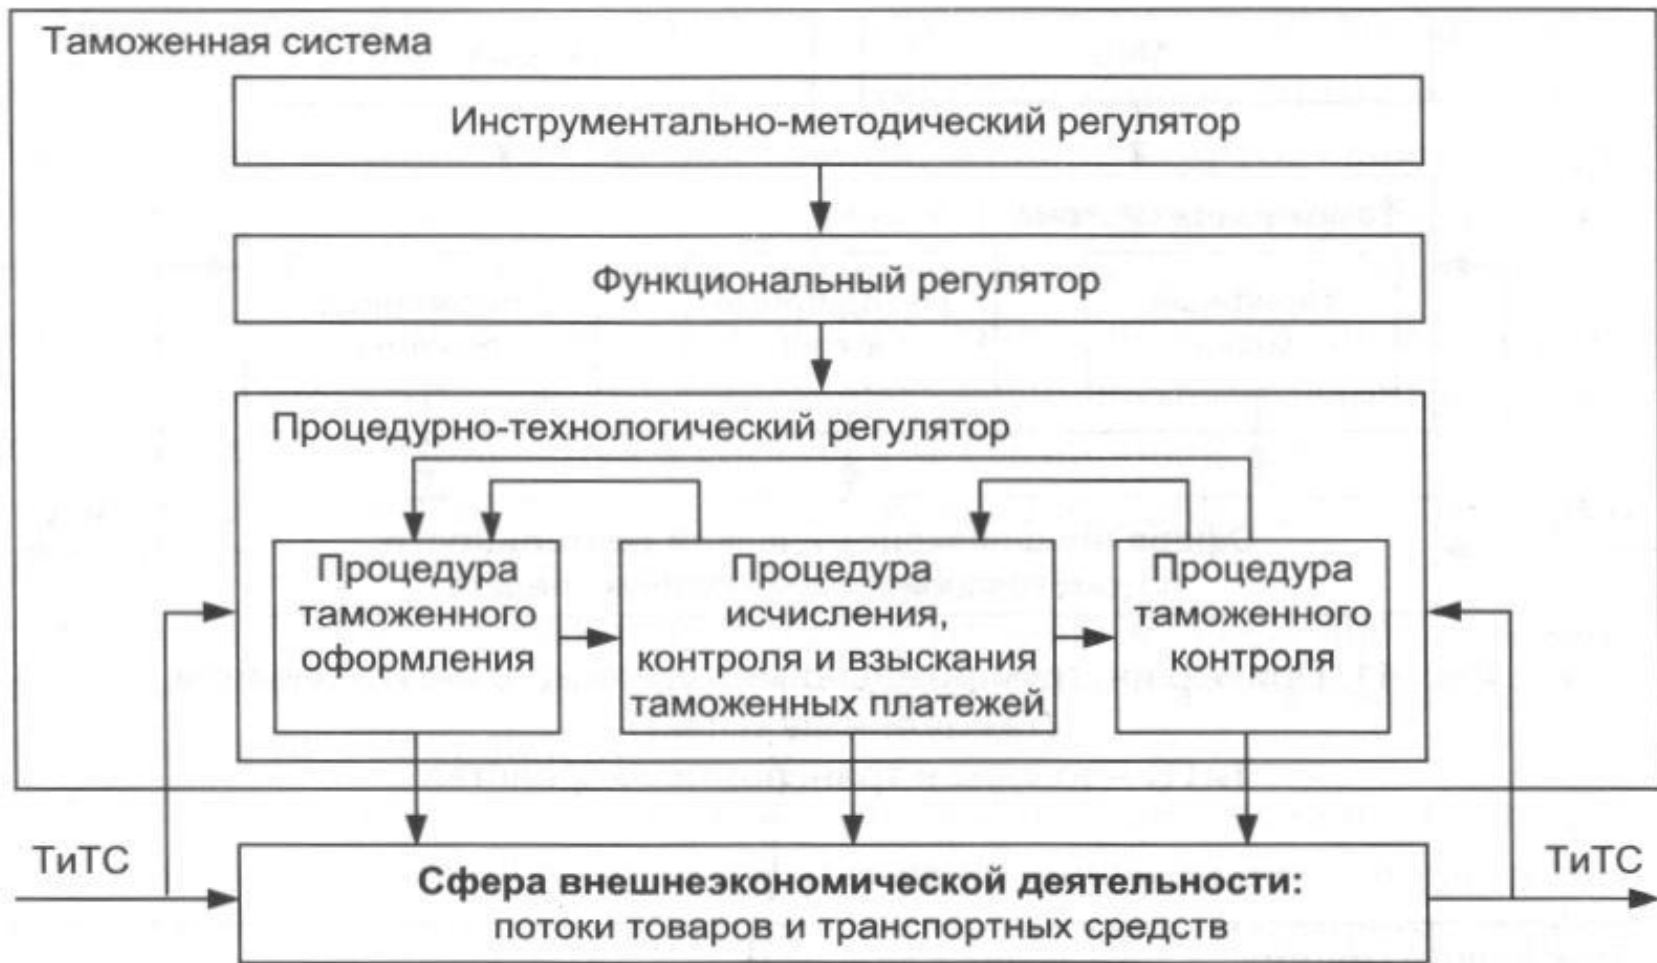 Таможенная система
Инструментально-методический регулятор
Функциональный регулятор
Процедурно-технологический регулятор
Процедура
таможенного
оформления
Процедура
исчисления,
контроля и взыскания
таможенных платежей
Процедура
таможенного
контроля
ТиТС
ТиТС
Сфера внешнеэкономической деятельности:
потоки товаров и транспортных средств